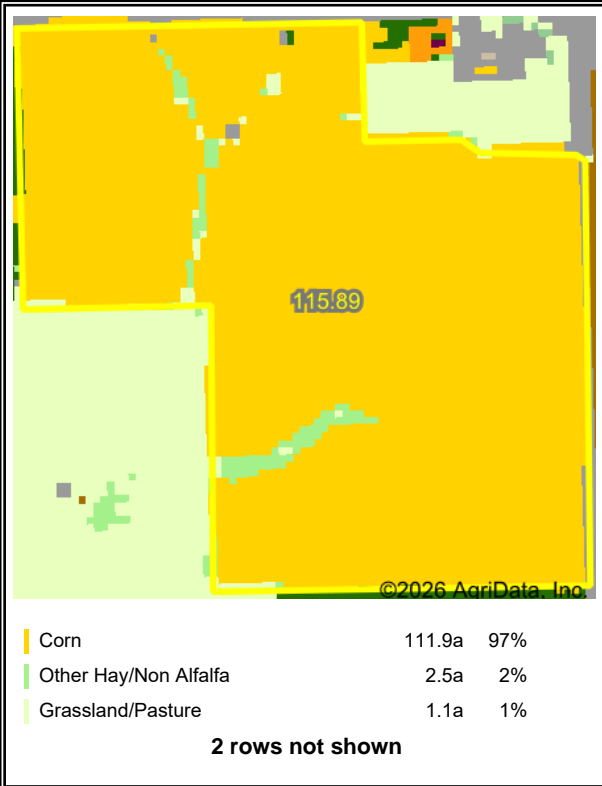 115.89
©2026 AgriData, Inc.
Corn 111.9a 97%
Other Hay/Non Alfalfa 2.5a 2%
Grassland/Pasture 1.1a 1%
2 rows not shown